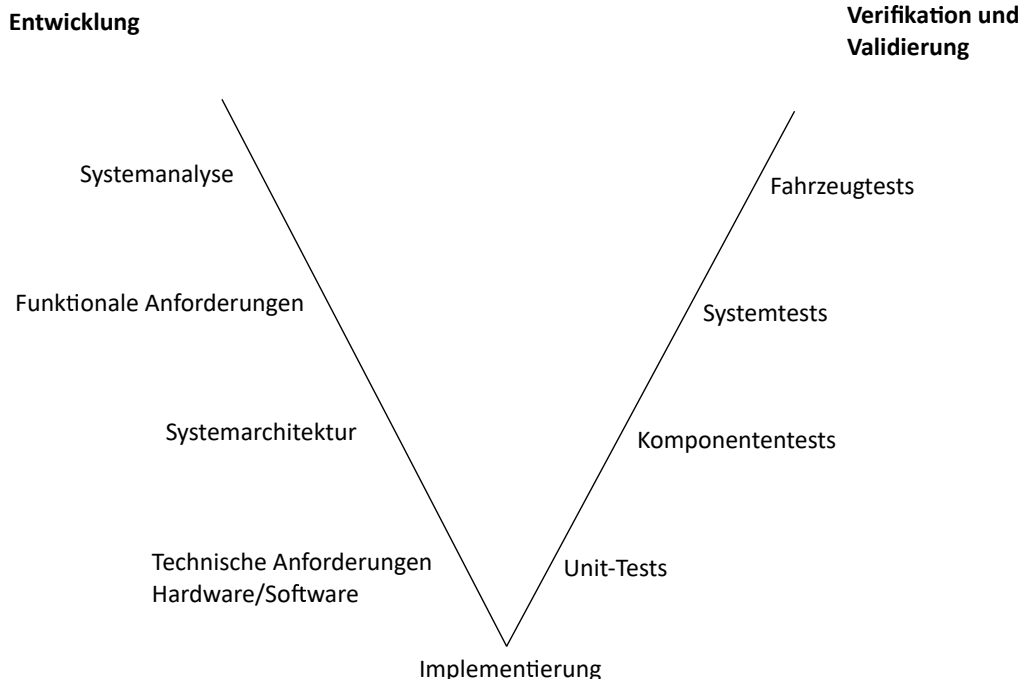 Entwicklung
Verifikation und
Validierung
Systemanalyse
Fahrzeugtests
Funktionale Anforderungen
Systemtests
Systemarchitektur
Komponententests
Technische Anforderungen
Hardware/Software
Unit-Tests
Implementierung